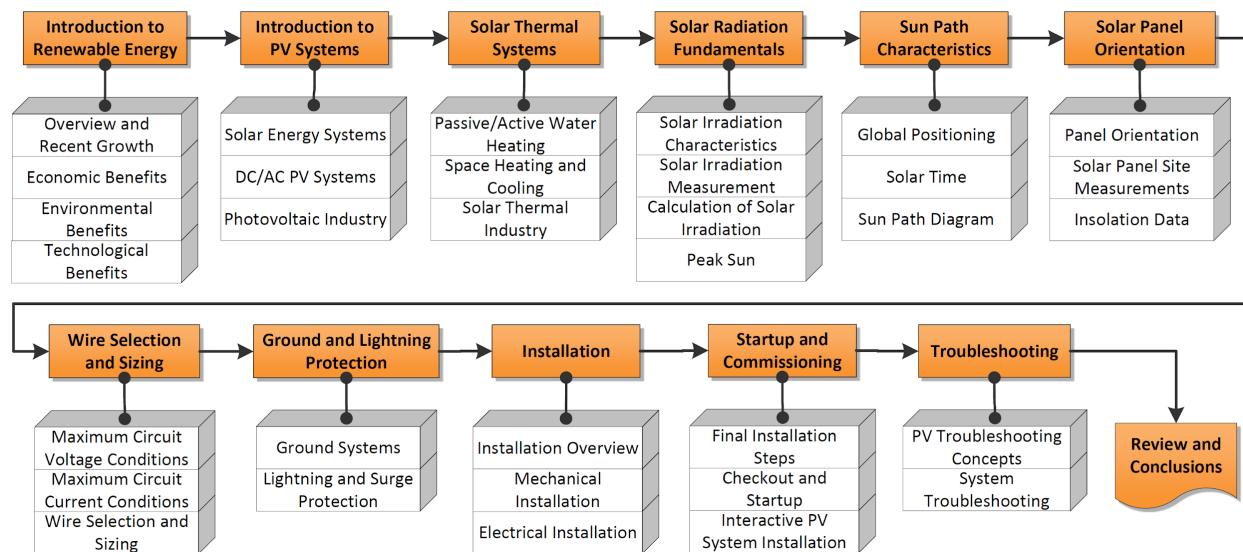 Introduction to
Renewable Energy
Introduction to
PV Systems
Solar Thermal
Systems
Solar Radiation
Fundamentals
Sun Path
Characteristics
Solar Panel
Orientation
Overview and
Recent Growth
Economic Benefits
Environmental
Benefits
Technological
Benefits
Solar Energy Systems
DC/AC PV Systems
Photovoltaic Industry
Passive/Active Water
Heating
Space Heating and
Cooling
Solar Thermal
Industry
Solar Irradiation
Characteristics
Solar Irradiation
Measurement
Calculation of Solar
Irradiation
Peak Sun
Global Positioning
Solar Time
Sun Path Diagram
Panel Orientation
Solar Panel Site
Measurements
Insolation Data
Wire Selection
and Sizing
Ground and Lightning
Protection
Installation
Startup and
Commissioning
Troubleshooting
Maximum Circuit
Voltage Conditions
Maximum Circuit
Current Conditions
Wire Selection and
Sizing
Ground Systems
Lightning and Surge
Protection
Installation Overview
Mechanical
Installation
Electrical Installation
Final Installation
Steps
Checkout and
Startup
Interactive PV
System Installation
PV Troubleshooting
Concepts
System
Troubleshooting
Review and
Conclusions